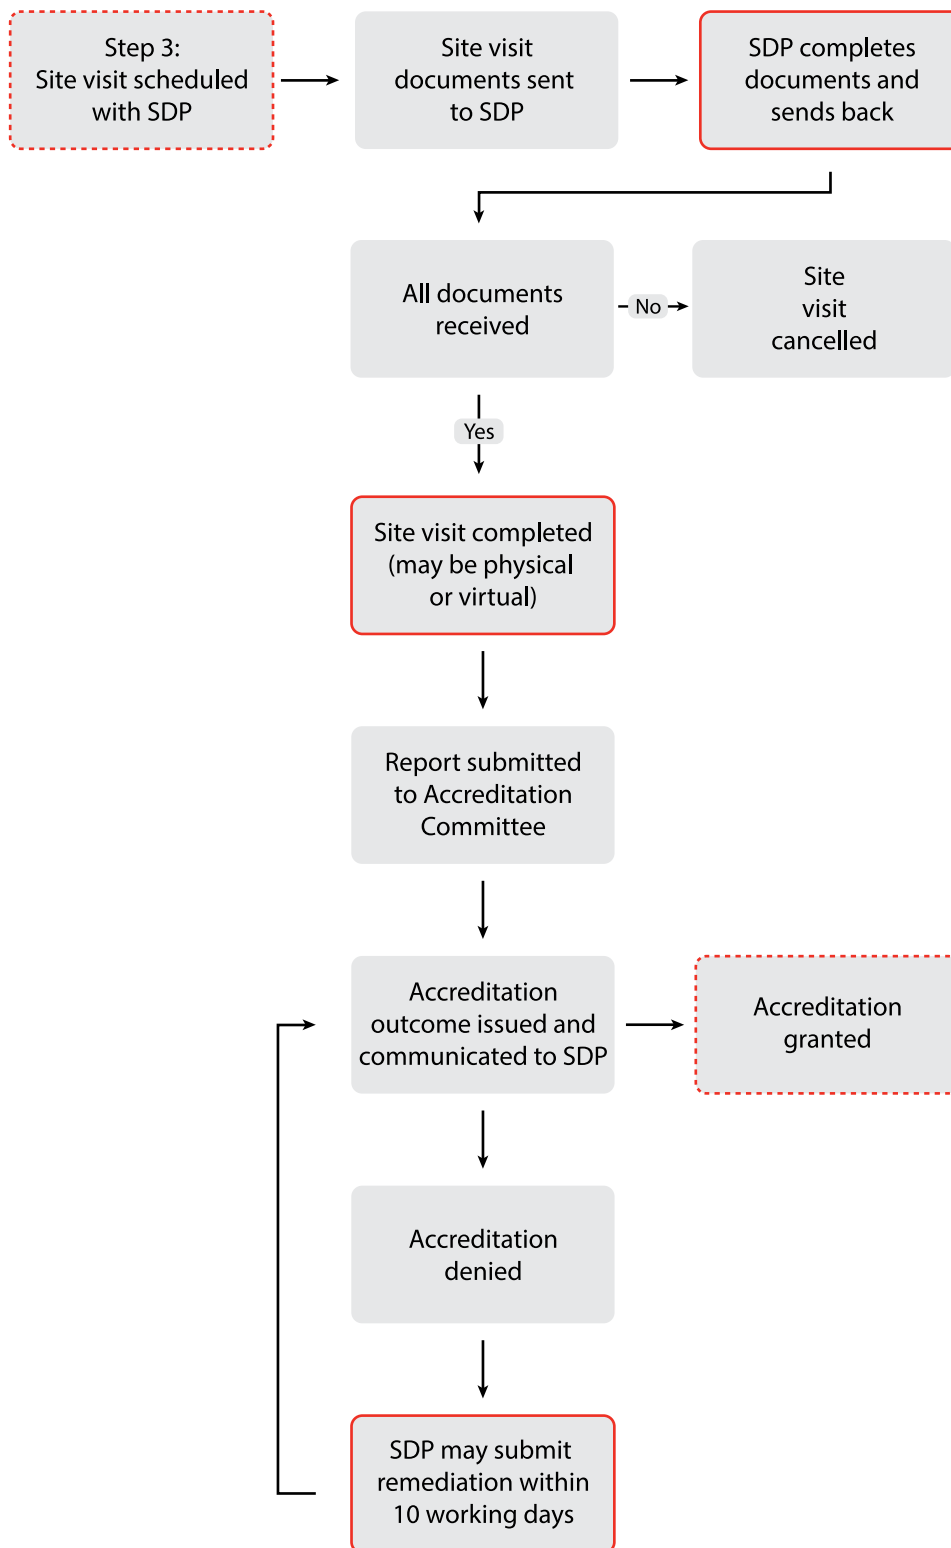 Step 3:
Site visit scheduled
with SDP
Site visit
documents sent
to SDP
SDP completes
documents and
sends back
All documents
received
No
Site
visit
cancelled
Yes
Site visit completed
(may be physical
or virtual)
Report submitted
to Accreditation
Committee
Accreditation
outcome issued and
communicated to SDP
Accreditation
granted
Accreditation
denied
SDP may submit
remediation within
10 working days